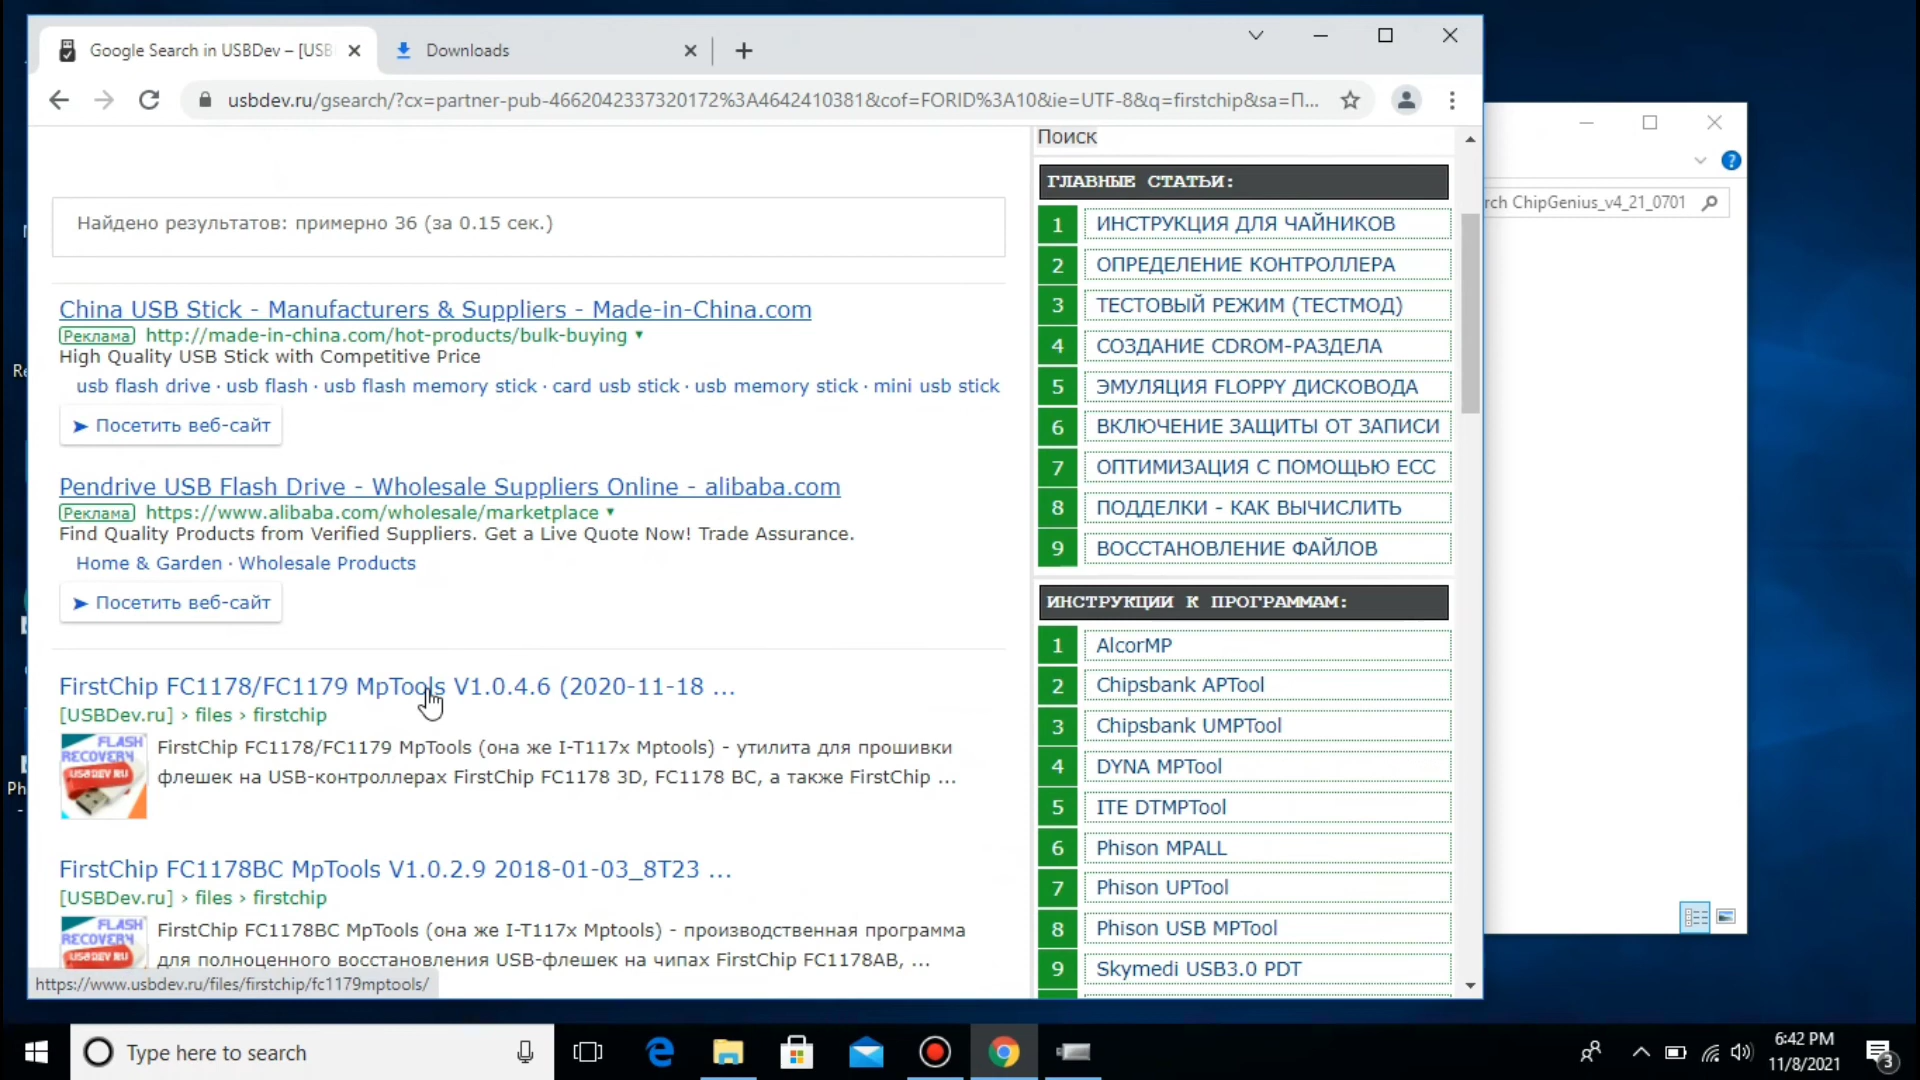 Google Search in USBDev – [USB
Downloads
usbdev.ru/gsearch/?cx=partner-pub-4662042337320172%3A4642410381&cof=FORID%3A10&ie=UTF-8&q=firstchip&sa=П...
Поиск
Найдено результатов: примерно 36 (за 0.15 сек.)
China USB Stick - Manufacturers & Suppliers - Made-in-China.com
Реклама http://made-in-china.com/hot-products/bulk-buying
High Quality USB Stick with Competitive Price
usb flash drive · usb flash · usb flash memory stick · card usb stick · usb memory stick · mini usb stick
Посетить веб-сайт
Pendrive USB Flash Drive - Wholesale Suppliers Online - alibaba.com
Реклама https://www.alibaba.com/wholesale/marketplace
Find Quality Products from Verified Suppliers. Get a Live Quote Now! Trade Assurance.
Home & Garden · Wholesale Products
Посетить веб-сайт
FirstChip FC1178/FC1179 MpTools V1.0.4.6 (2020-11-18 ...
[USBDev.ru] › files › firstchip
FLASH
RECOVERY
USBDEV RU
FirstChip FC1178/FC1179 MpTools (она же I-T117x Mptools) - утилита для прошивки
флешек на USB-контроллерах FirstChip FC1178 3D, FC1178 BC, а также FirstChip ...
FirstChip FC1178BC MpTools V1.0.2.9 2018-01-03_8T23 ...
[USBDev.ru] › files › firstchip
FLASH
RECOVERY
USBDEV RU
FirstChip FC1178BC MpTools (она же I-T117x Mptools) - производственная программа
для полноценного восстановления USB-флешек на чипах FirstChip FC1178AB, ...
https://www.usbdev.ru/files/firstchip/fc1179mptools/
ГЛАВНЫЕ СТАТЬИ:
1 ИНСТРУКЦИЯ ДЛЯ ЧАЙНИКОВ
2 ОПРЕДЕЛЕНИЕ КОНТРОЛЛЕРА
3 ТЕСТОВЫЙ РЕЖИМ (ТЕСТМОД)
4 СОЗДАНИЕ CDROM-РАЗДЕЛА
5 ЭМУЛЯЦИЯ FLOPPY ДИСКОВОДА
6 ВКЛЮЧЕНИЕ ЗАЩИТЫ ОТ ЗАПИСИ
7 ОПТИМИЗАЦИЯ С ПОМОЩЬЮ ECC
8 ПОДДЕЛКИ - КАК ВЫЧИСЛИТЬ
9 ВОССТАНОВЛЕНИЕ ФАЙЛОВ
ИНСТРУКЦИИ К ПРОГРАММАМ:
1 AlcorMP
2 Chipsbank APTool
3 Chipsbank UMPTool
4 DYNA MPTool
5 ITE DTMPTool
6 Phison MPALL
7 Phison UPTool
8 Phison USB MPTool
9 Skymedi USB3.0 PDT
rch ChipGenius_v4_21_0701
Re
Ph
Type here to search
6:42 PM
11/8/2021
3